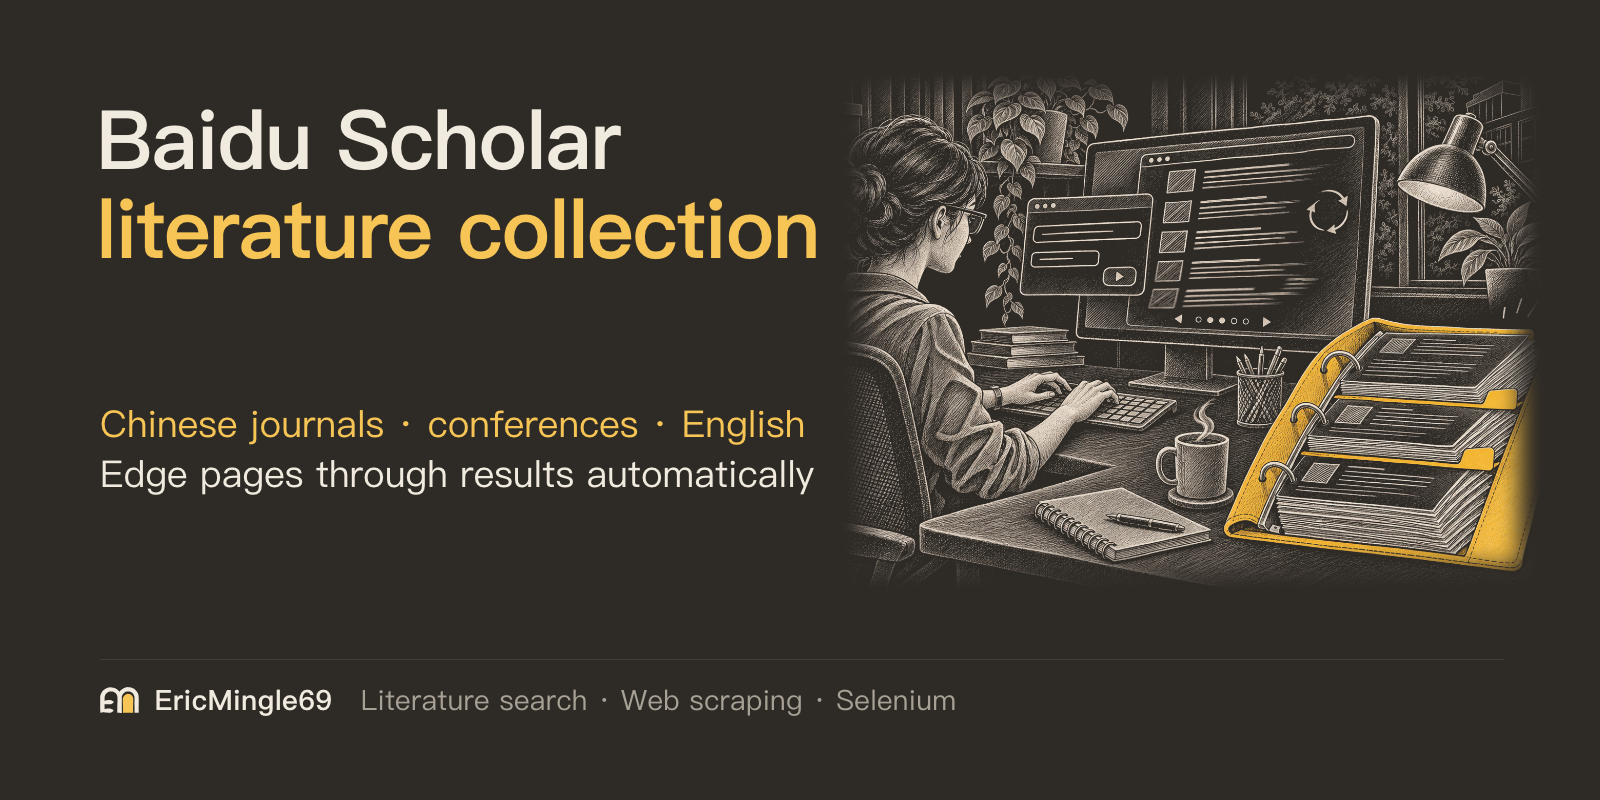 Baidu Scholar
literature collection
Chinese journals · conferences · English
Edge pages through results automatically
EricMingle69 Literature search · Web scraping · Selenium